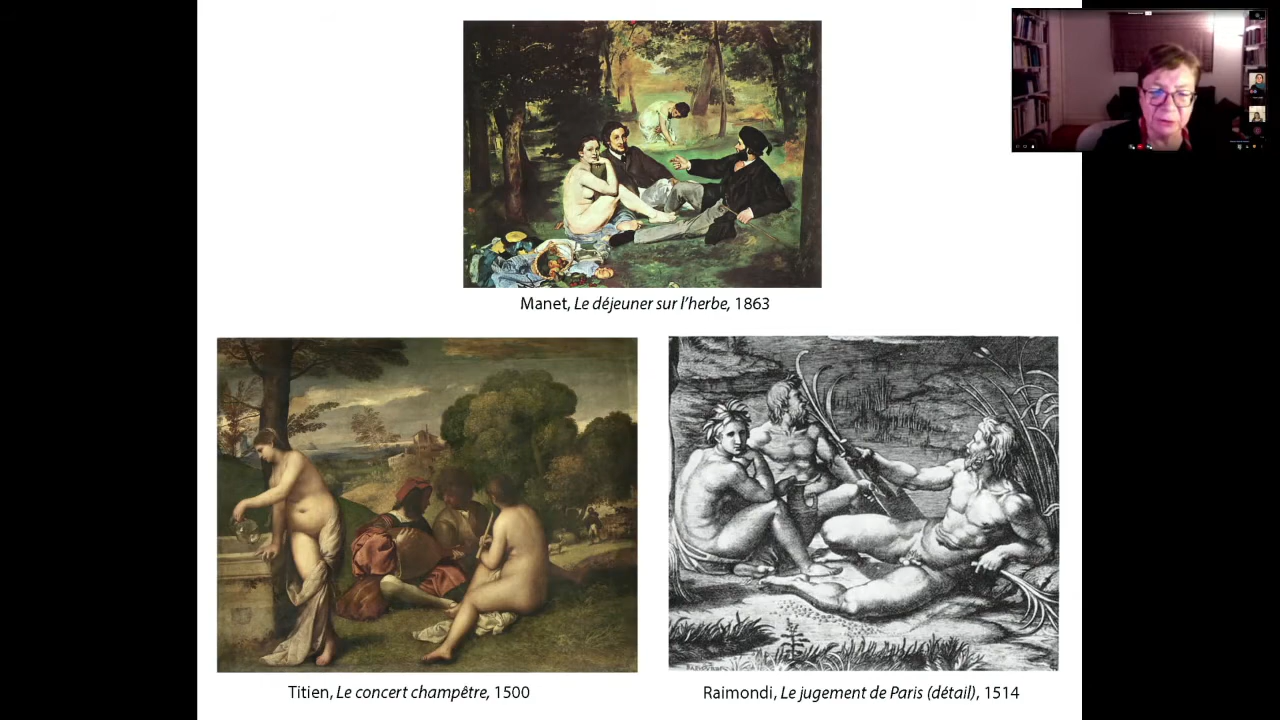 Manet, Le déjeuner sur l'herbe, 1863
Titien, Le concert champêtre, 1500
Raimondi, Le jugement de Paris (détail), 1514